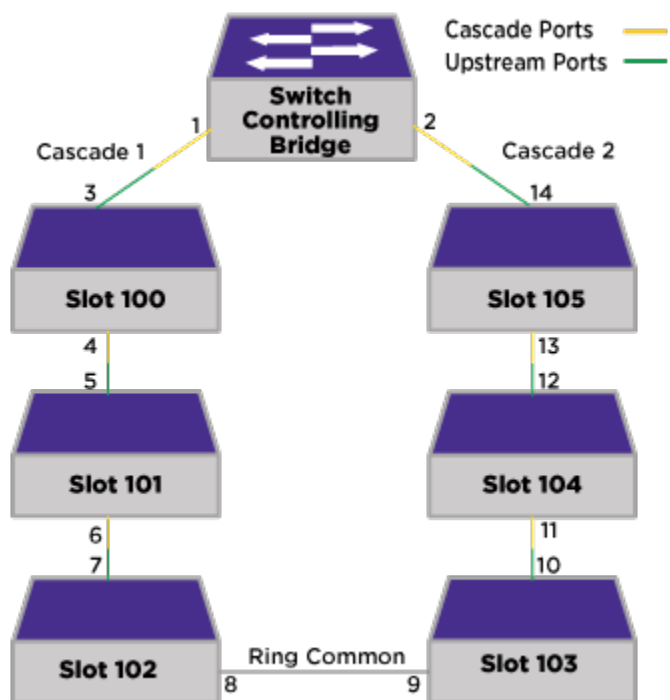 Cascade Ports
Upstream Ports
Switch
Controlling
Bridge
1
2
Cascade 1
Cascade 2
3
14
Slot 100
Slot 105
4
13
5
12
Slot 101
Slot 104
6
11
7
10
Slot 102
Ring Common
Slot 103
8
9